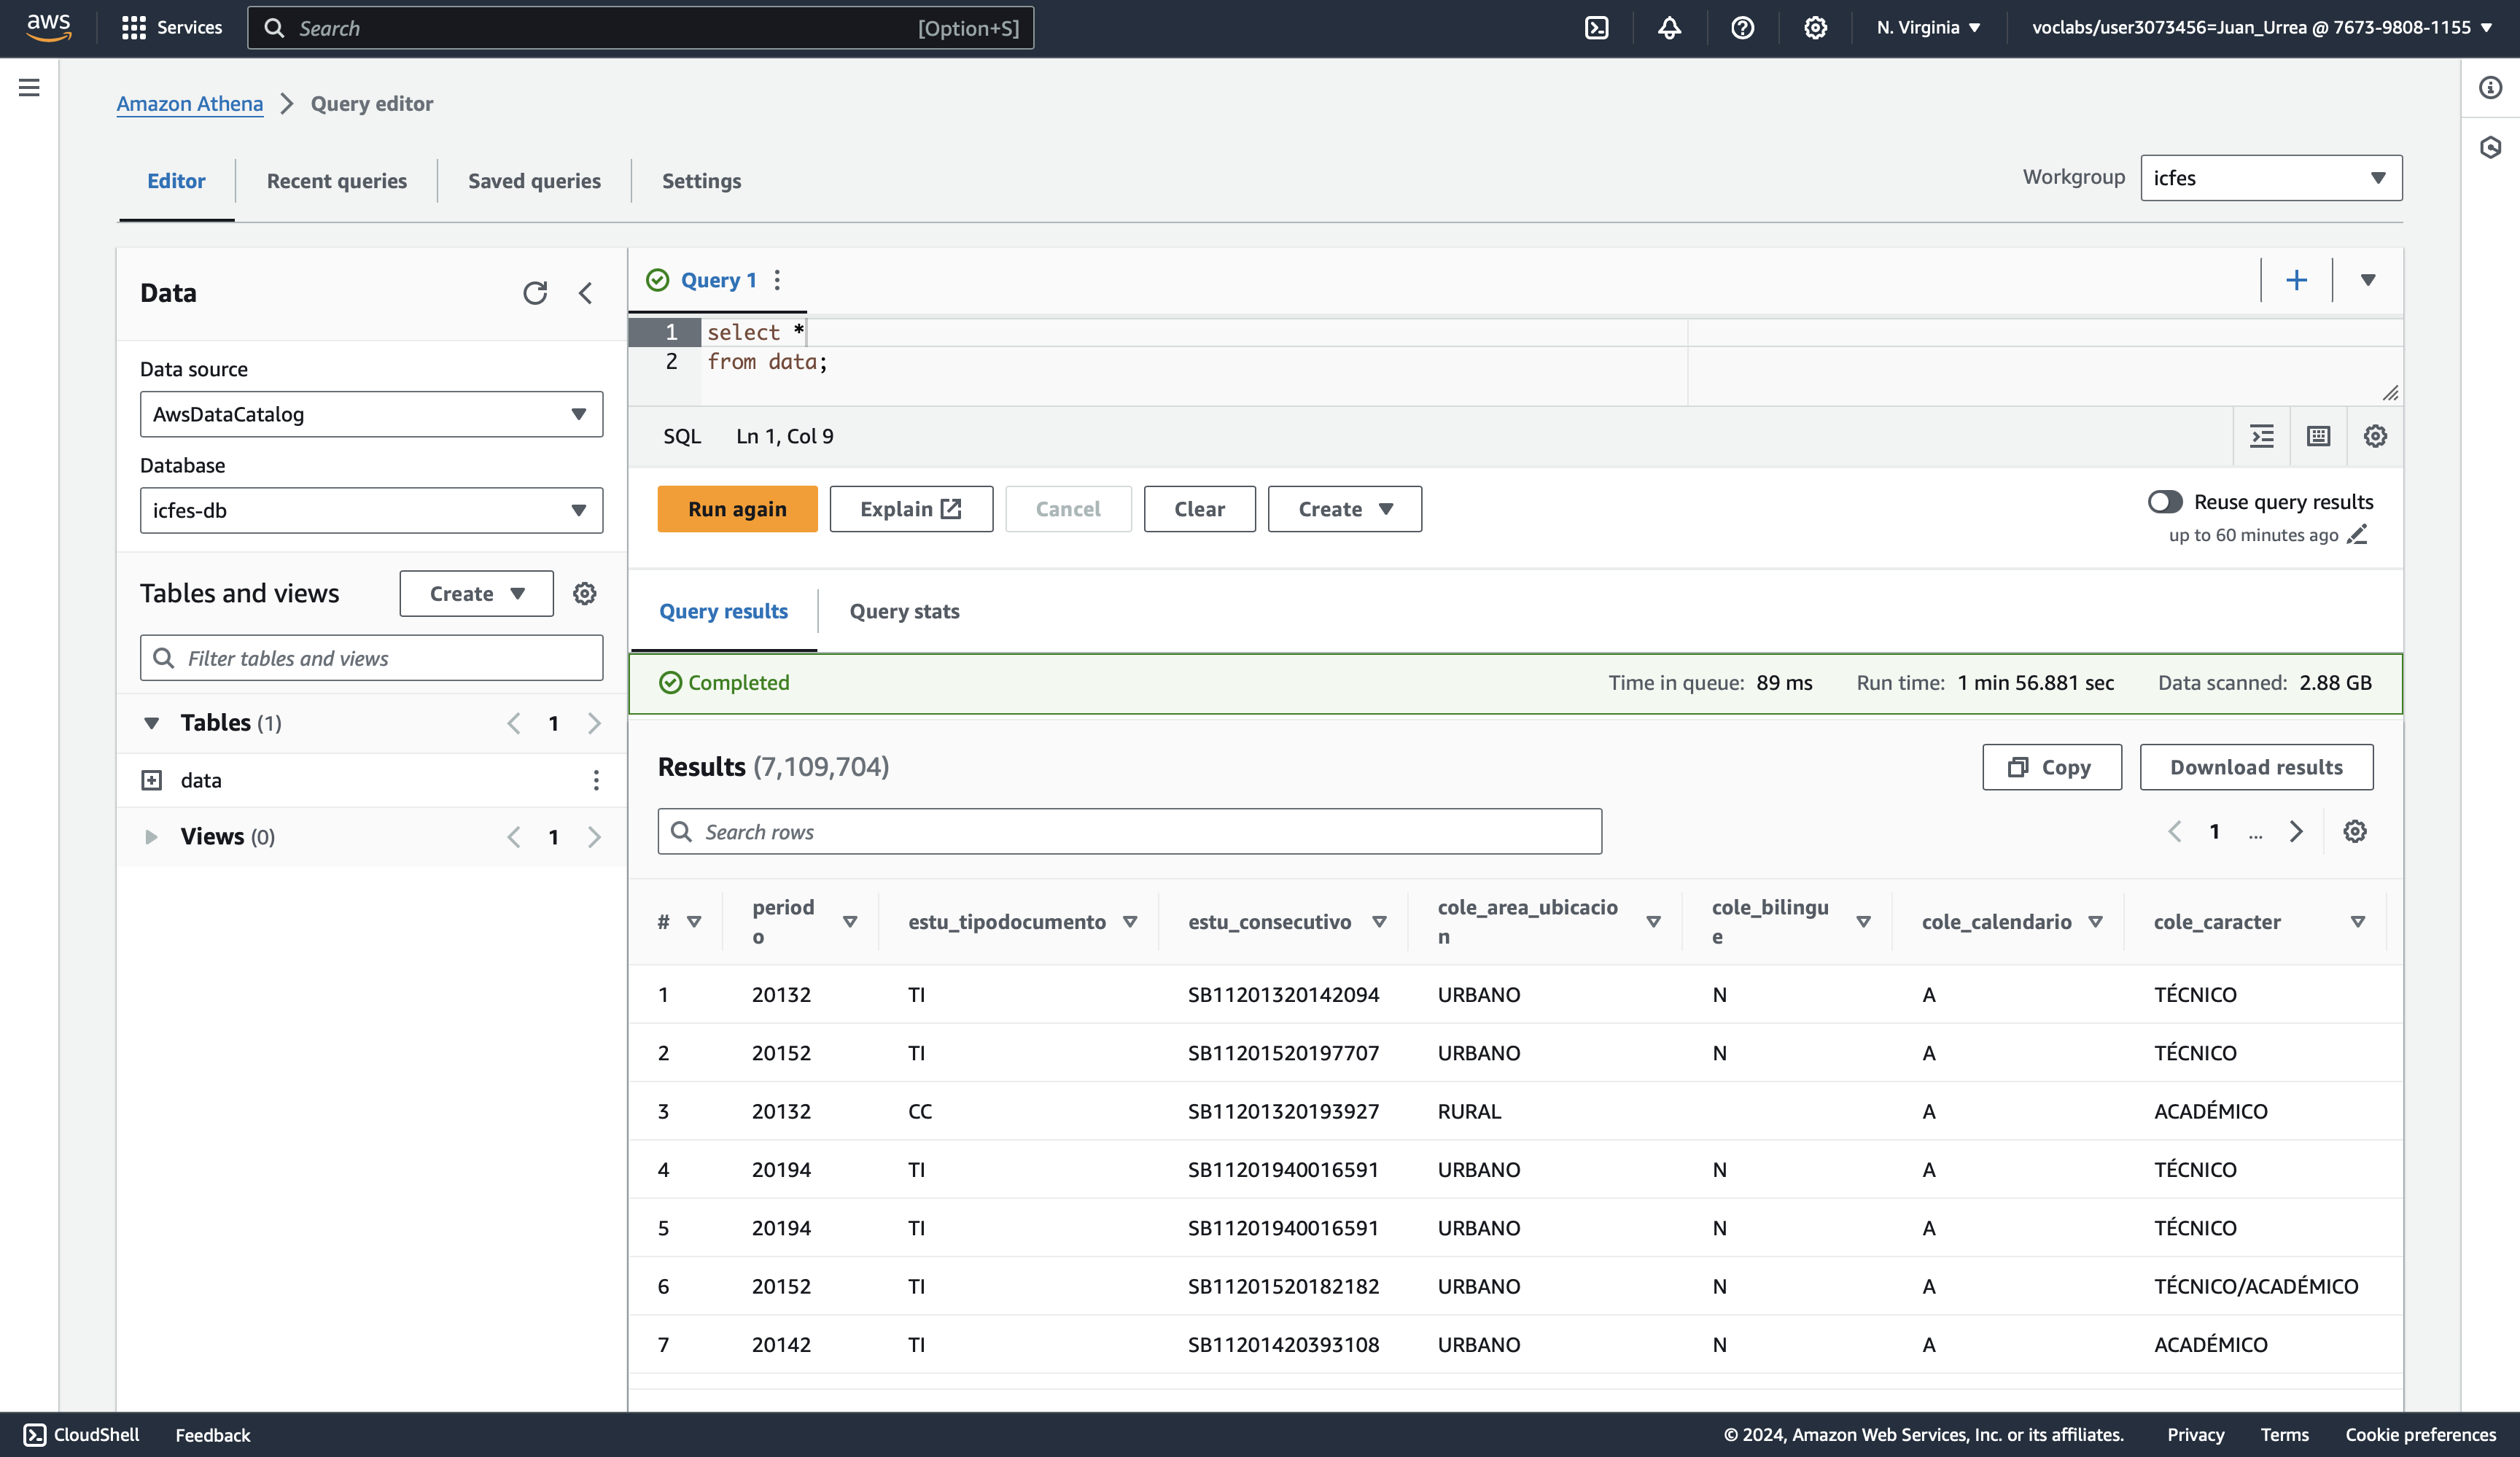 aws Services Search [Option+S] N. Virginia voclabs/user3073456=Juan_Urrea @ 7673-9808-1155
Amazon Athena Query editor
Editor Recent queries Saved queries Settings Workgroup icfes
Data
Data source
AwsDataCatalog
Database
icfes-db
Tables and views Create
Filter tables and views
Tables (1) 1
data
Views (0) 1
Query 1
1 select *
2 from data;
SQL Ln 1, Col 9
Run again Explain Cancel Clear Create Reuse query results
up to 60 minutes ago
Query results Query stats
Completed Time in queue: 89 ms Run time: 1 min 56.881 sec Data scanned: 2.88 GB
Results (7,109,704) Copy Download results
Search rows 1 ...
# period
o estu_tipodocumento estu_consecutivo cole_area_ubicacio
n cole_bilingu
e cole_calendario cole_caracter
1 20132 TI SB11201320142094 URBANO N A TÉCNICO
2 20152 TI SB11201520197707 URBANO N A TÉCNICO
3 20132 CC SB11201320193927 RURAL A ACADÉMICO
4 20194 TI SB11201940016591 URBANO N A TÉCNICO
5 20194 TI SB11201940016591 URBANO N A TÉCNICO
6 20152 TI SB11201520182182 URBANO N A TÉCNICO/ACADÉMICO
7 20142 TI SB11201420393108 URBANO N A ACADÉMICO
CloudShell Feedback © 2024, Amazon Web Services, Inc. or its affiliates. Privacy Terms Cookie preferences